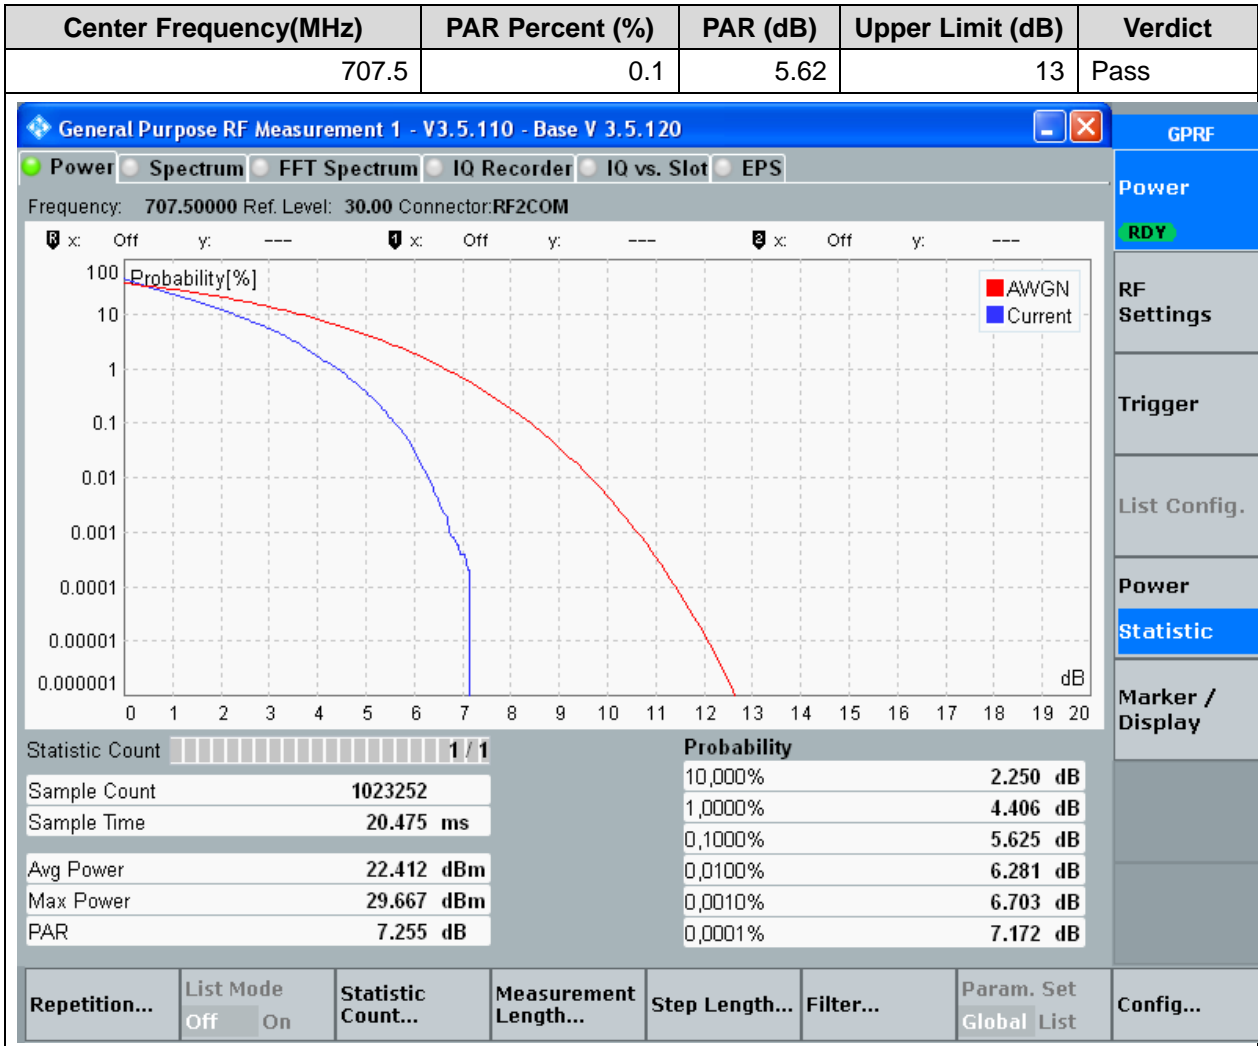 Center Frequency(MHz) PAR Percent (%) PAR (dB) Upper Limit (dB) Verdict
707.5 0.1 5.62 13 Pass
General Purpose RF Measurement 1 - V3.5.110 - Base V 3.5.120
GPRF
Power Spectrum FFT Spectrum IQ Recorder IQ vs. Slot EPS
Frequency: 707.50000 Ref. Level: 30.00 Connector:RF2COM
R x: Off y: --- 1 x: Off y: --- 2 x: Off y: ---
Probability[%]
AWGN
Current
100
10
1
0.1
0.01
0.001
0.0001
0.00001
0.000001
dB
0 1 2 3 4 5 6 7 8 9 10 11 12 13 14 15 16 17 18 19 20
Statistic Count 1 / 1
Sample Count 1023252
Sample Time 20.475 ms
Avg Power 22.412 dBm
Max Power 29.667 dBm
PAR 7.255 dB
Probability
10,000% 2.250 dB
1,0000% 4.406 dB
0,1000% 5.625 dB
0,0100% 6.281 dB
0,0010% 6.703 dB
0,0001% 7.172 dB
Power
RDY
RF
Settings
Trigger
List Config.
Power
Statistic
Marker /
Display
Repetition...
List Mode
Off On
Statistic
Count...
Measurement
Length...
Step Length...
Filter...
Param. Set
Global List
Config...